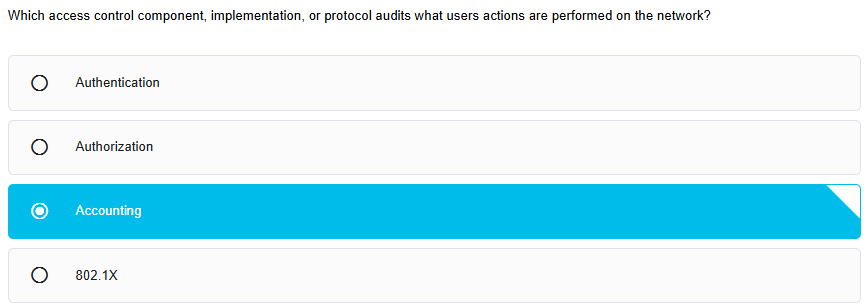 Which access control component, implementation, or protocol audits what users actions are performed on the network?
Authentication
Authorization
Accounting
802.1X